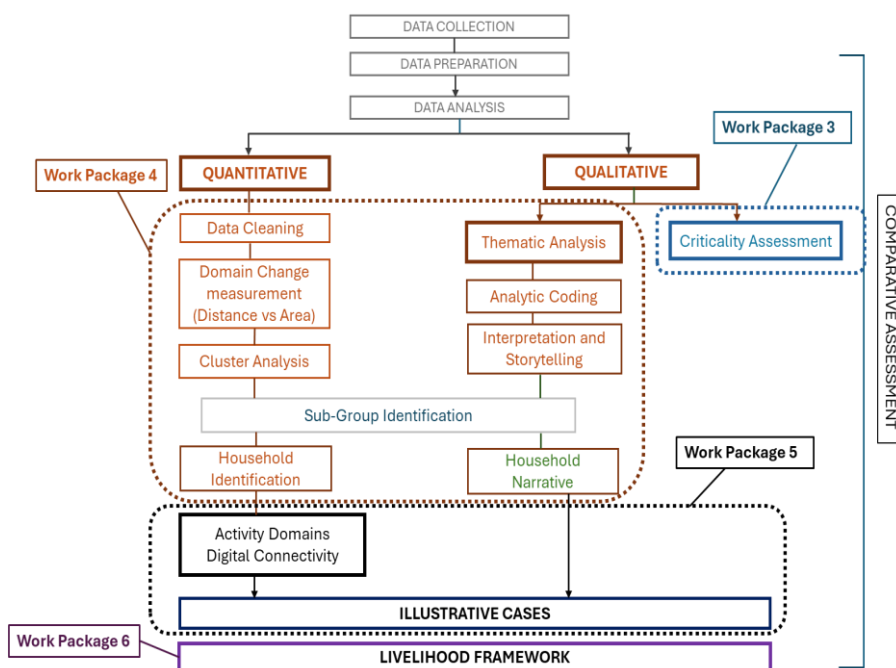 DATA COLLECTION
DATA PREPARATION
DATA ANALYSIS
Work Package 3
Work Package 4
QUANTITATIVE
QUALITATIVE
Data Cleaning
Thematic Analysis
Criticality Assessment
Domain Change
measurement
(Distance vs Area)
Analytic Coding
Cluster Analysis
Interpretation and
Storytelling
COMPARATIVE ASSESSMENT
Sub-Group Identification
Household
Identification
Household
Narrative
Work Package 5
Activity Domains
Digital Connectivity
ILLUSTRATIVE CASES
Work Package 6
LIVELIHOOD FRAMEWORK